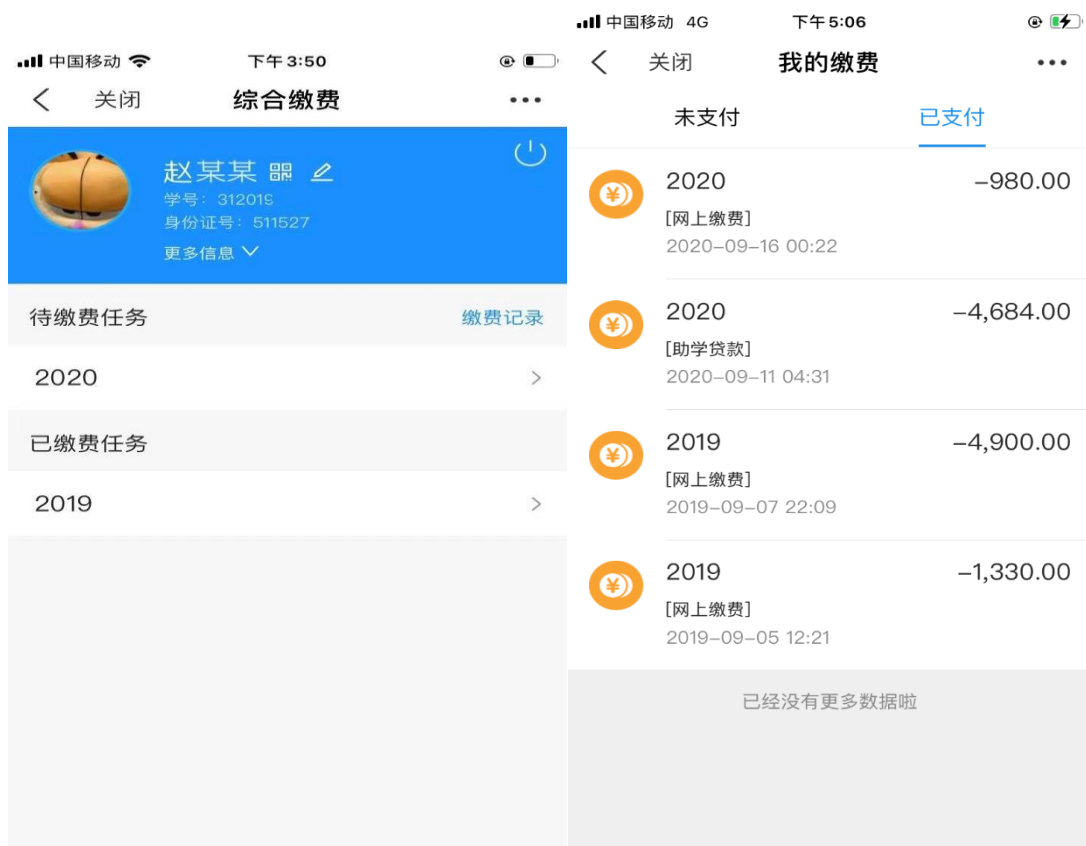 中国移动 下午3:50
关闭 综合缴费
赵某某
学号: 312019
身份证号: 511527
更多信息
待缴费任务 缴费记录
2020
已缴费任务
2019
中国移动 4G 下午5:06
关闭 我的缴费
未支付 已支付
2020 -980.00
[网上缴费]
2020-09-16 00:22
2020 -4,684.00
[助学贷款]
2020-09-11 04:31
2019 -4,900.00
[网上缴费]
2019-09-07 22:09
2019 -1,330.00
[网上缴费]
2019-09-05 12:21
已经没有更多数据啦